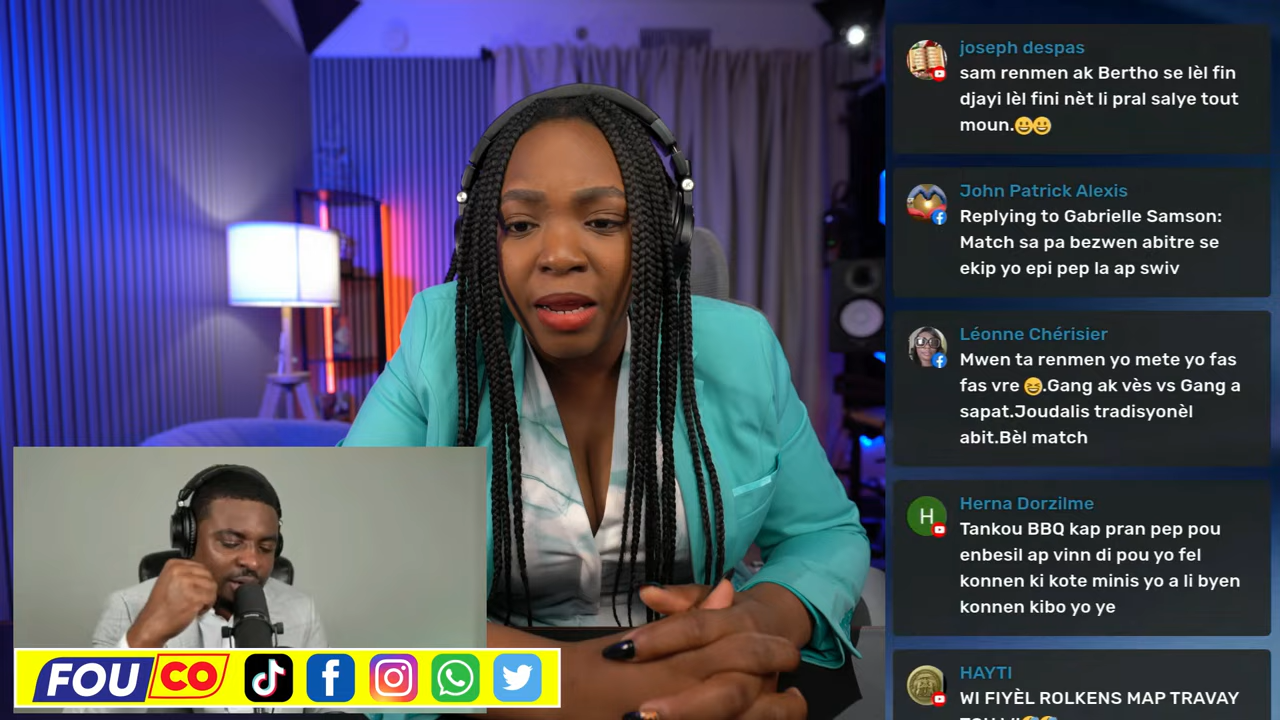 joseph despas
sam renmen ak Bertho se lèl fin
djayi lèl fini nèt li pral salye tout
moun.😀😀
John Patrick Alexis
Replying to Gabrielle Samson:
Match sa pa bezwen abitre se
ekip yo epi pep la ap swiv
Léonne Chérisier
Mwen ta renmen yo mete yo fas
fas vre 😆.Gang ak vès vs Gang a
sapat.Joudalis tradisyonèl
abit.Bèl match
H
Herna Dorzilme
Tankou BBQ kap pran pep pou
enbesil ap vinn di pou yo fel
konnen ki kote minis yo a li byen
konnen kibo yo ye
HAYTI
WI FIYÈL ROLKENS MAP TRAVAY
FOUCO